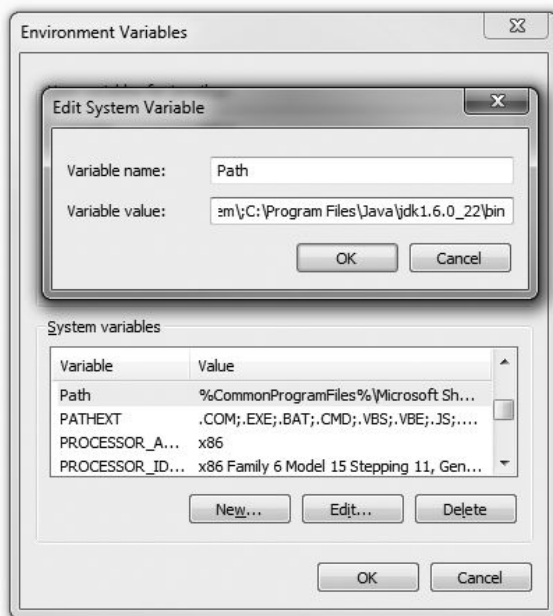 Environment Variables
Edit System Variable
Variable name:
Path
Variable value:
em\;C:\Program Files\Java\jdk1.6.0_22\bin
OK
Cancel
System variables
Variable Value
Path %CommonProgramFiles%\Microsoft Sh...
PATHEXT .COM;.EXE;.BAT;.CMD;.VBS;.VBE;.JS;....
PROCESSOR_A... x86
PROCESSOR_ID... x86 Family 6 Model 15 Stepping 11, Gen...
New... Edit... Delete
OK Cancel